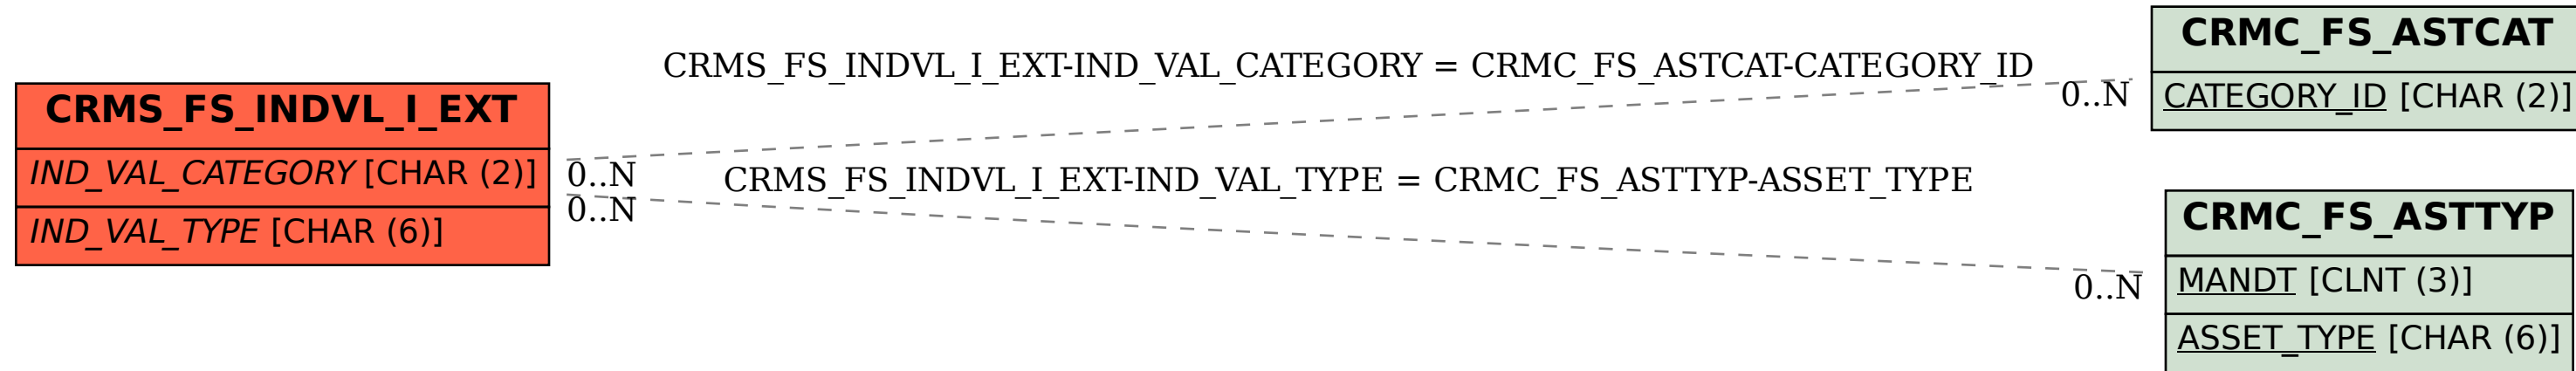 CRMS_FS_INDVL_I_EXT
IND_VAL_CATEGORY [CHAR (2)]
IND_VAL_TYPE [CHAR (6)]
CRMS_FS_INDVL_I_EXT-IND_VAL_CATEGORY = CRMC_FS_ASTCAT-CATEGORY_ID
0..N
0..N
CRMS_FS_INDVL_I_EXT-IND_VAL_TYPE = CRMC_FS_ASTTYP-ASSET_TYPE
0..N
0..N
CRMC_FS_ASTCAT
CATEGORY_ID [CHAR (2)]
CRMC_FS_ASTTYP
MANDT [CLNT (3)]
ASSET_TYPE [CHAR (6)]